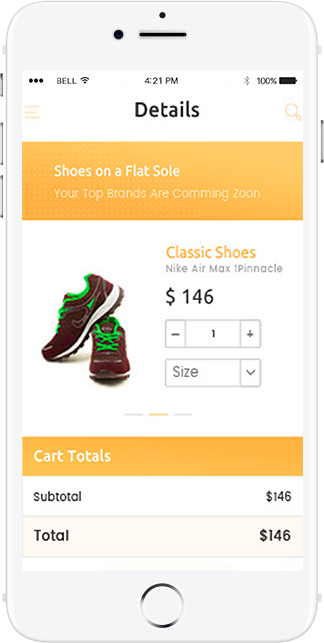 BELL 4:21 PM 100%
Details
Shoes on a Flat Sole
Your Top Brands Are Comming Zoon
Classic Shoes
Nike Air Max 1Pinnacle
$ 146
− 1 +
Size
Cart Totals
Subtotal $146
Total $146